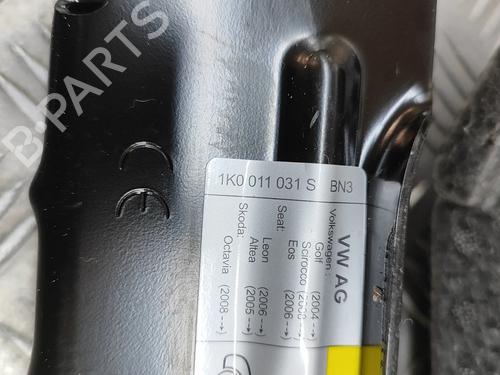 B-PARTS
CE
1K0 011 031 S BN3
VW AG
Volkswagen :
Golf (2004→)
Scirocco (2008→)
Eos (2006→)
Seat:
Leon (2006→)
Altea (2005→)
Skoda:
Octavia (2008→)